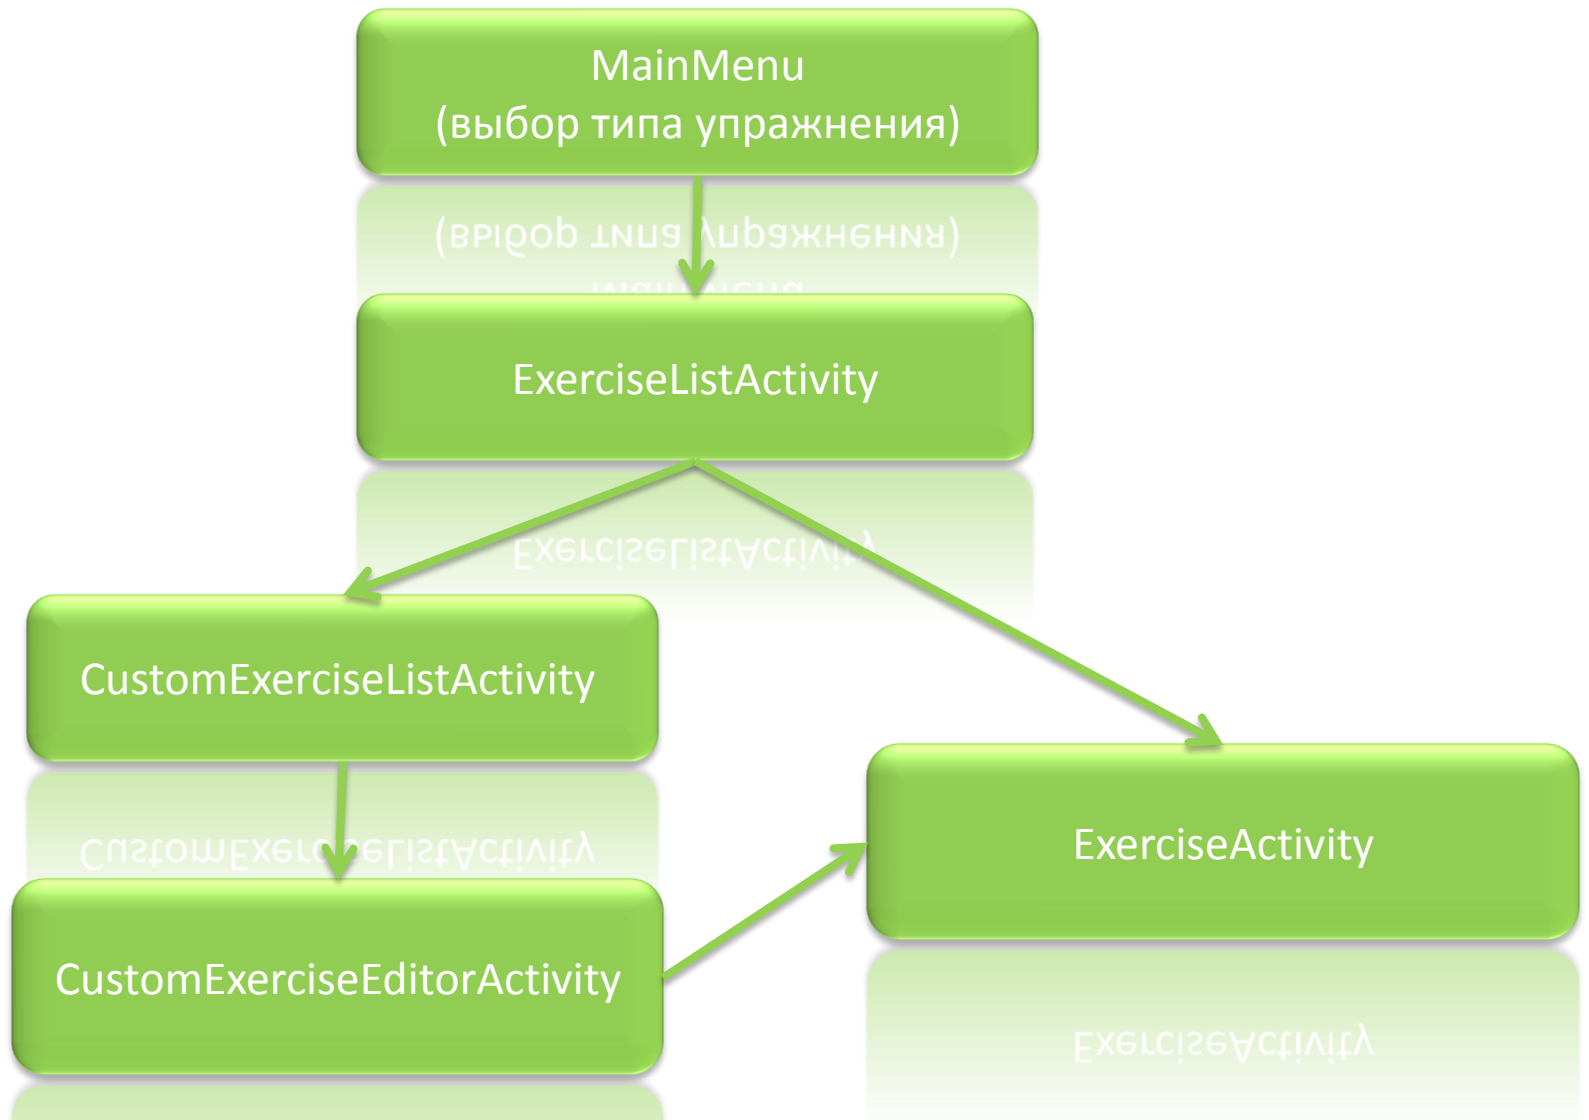 MainMenu
(выбор типа упражнения)
ExerciseListActivity
CustomExerciseListActivity
ExerciseActivity
CustomExerciseEditorActivity